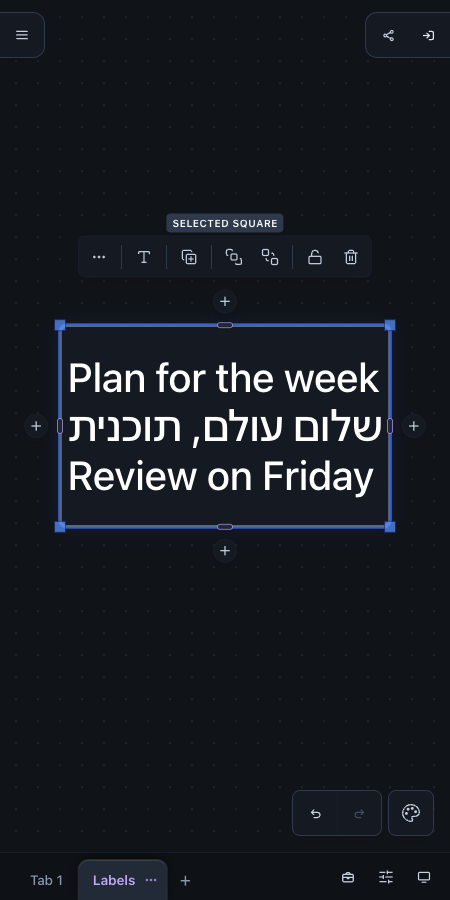 SELECTED SQUARE
Plan for the week
שלום עולם, תוכנית
Review on Friday
Tab 1
Labels